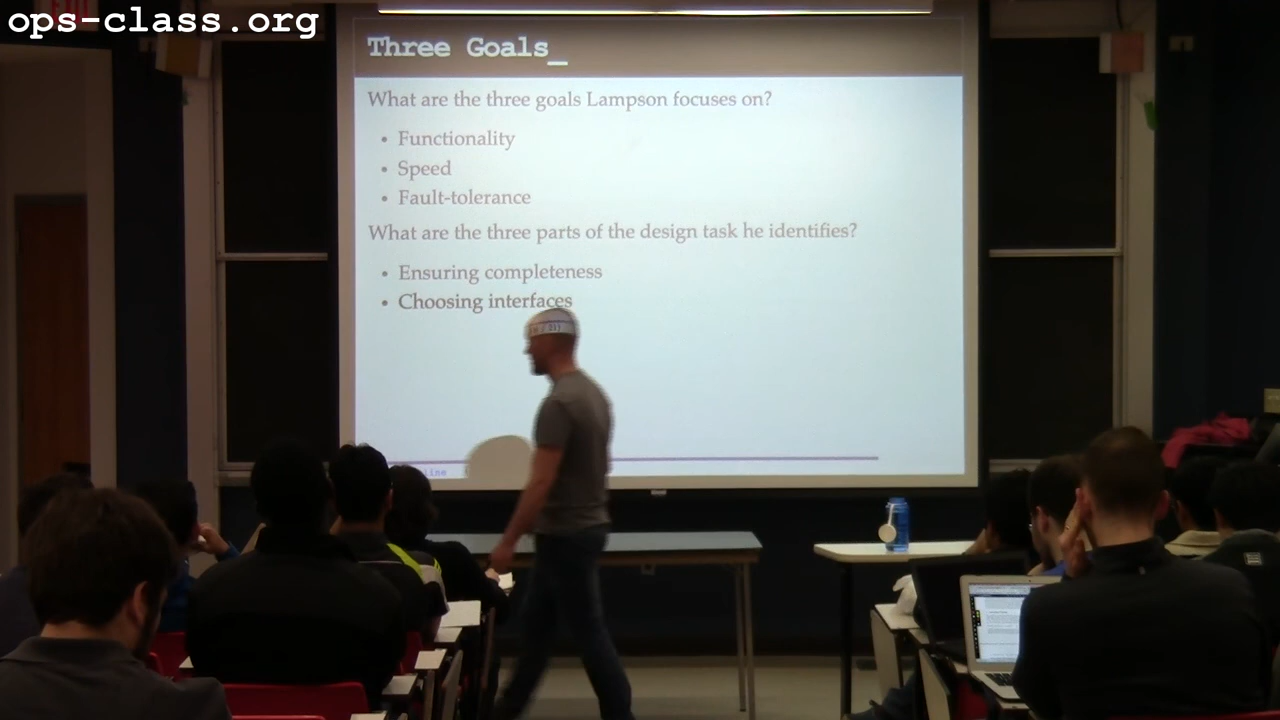 ops-class.org
Three Goals_
What are the three goals Lampson focuses on?
• Functionality
• Speed
• Fault-tolerance
What are the three parts of the design task he identifies?
• Ensuring completeness
• Choosing interfaces